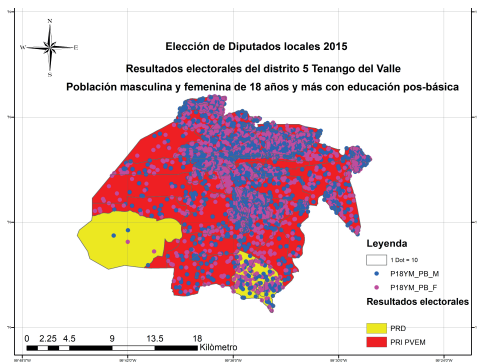 N
W E
S
Elección de Diputados locales 2015
Resultados electorales del distrito 5 Tenango del Valle
Población masculina y femenina de 18 años y más con educación pos-básica
Leyenda
1 Dot = 10
P18YM_PB_M
P18YM_PB_F
Resultados electorales
PRD
PRI PVEM
0 2.25 4.5 9 13.5 18
Kilómetro